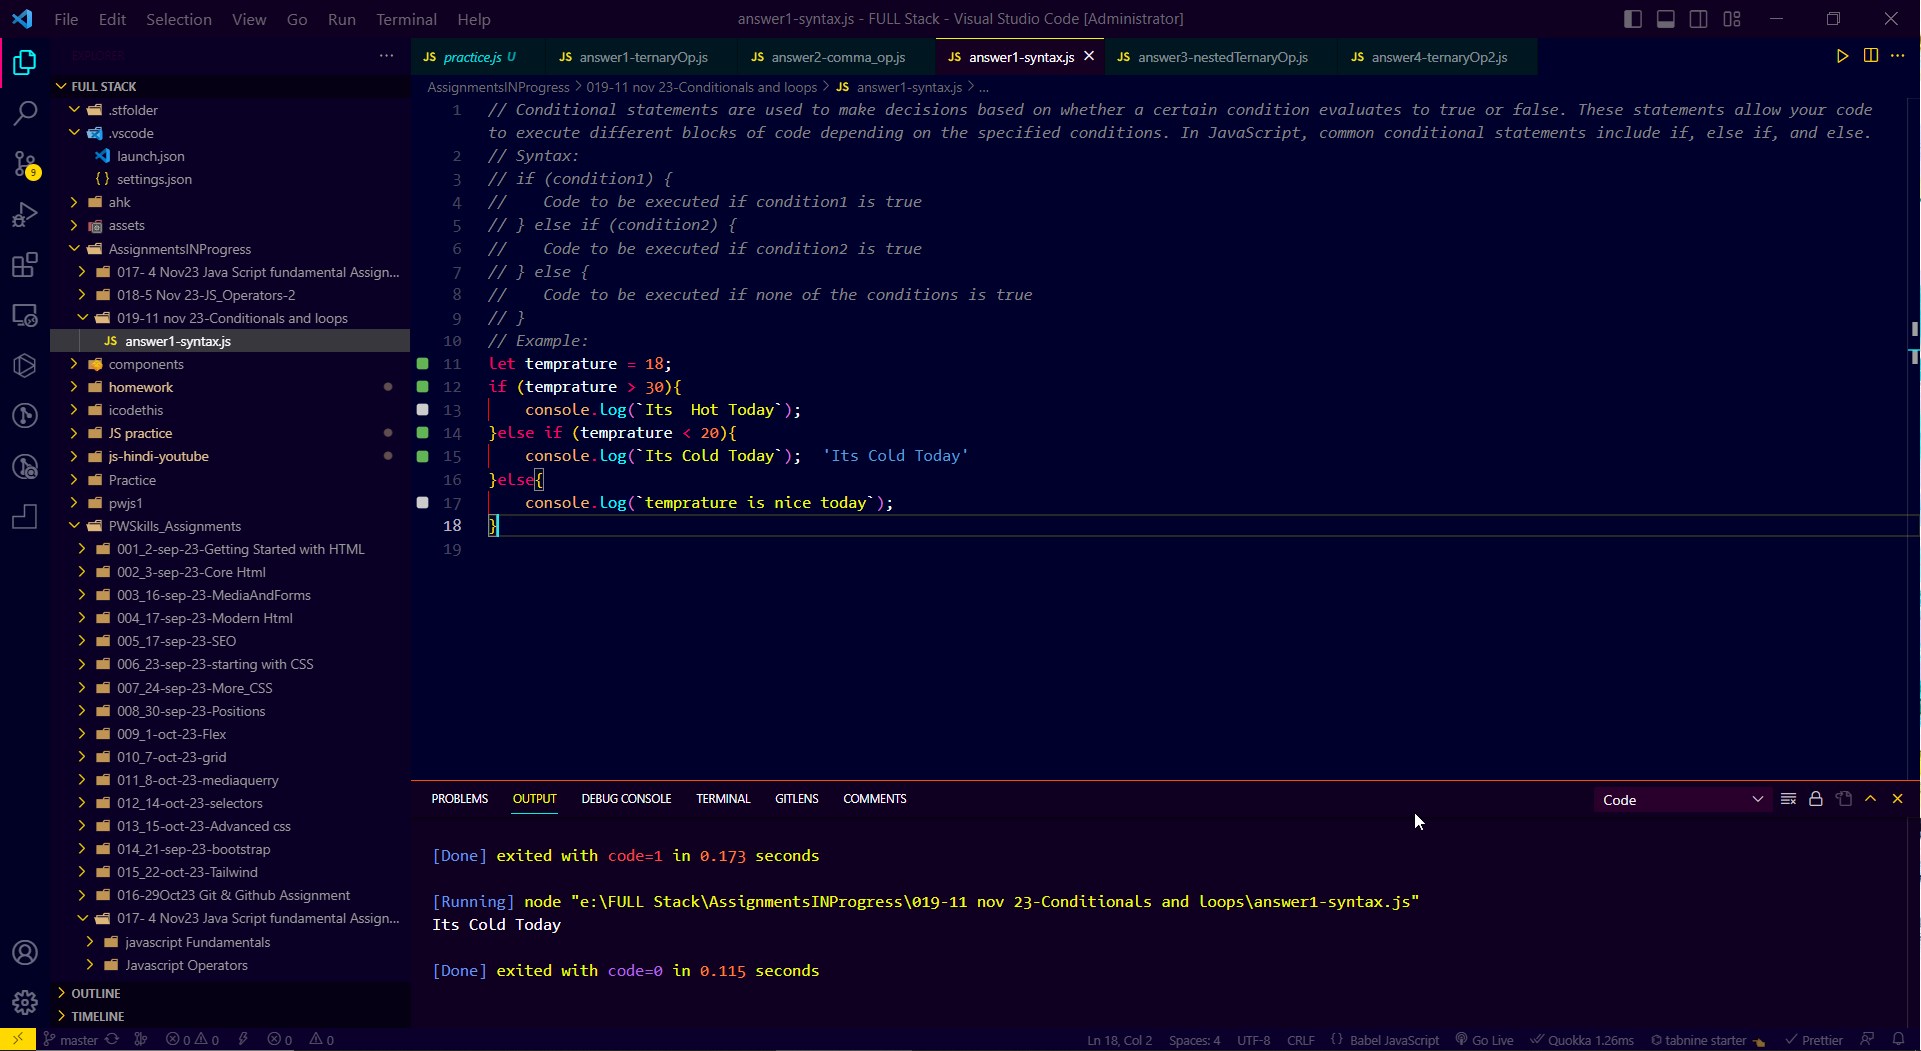 File Edit Selection View Go Run Terminal Help
answer1-syntax.js - FULL Stack - Visual Studio Code [Administrator]
EXPLORER
JS practice.js U
JS answer1-ternaryOp.js
JS answer2-comma_op.js
JS answer1-syntax.js
JS answer3-nestedTernaryOp.js
JS answer4-ternaryOp2.js
FULL STACK
.stfolder
.vscode
launch.json
{ } settings.json
ahk
assets
AssignmentsINProgress
017- 4 Nov23 Java Script fundamental Assign...
018-5 Nov 23-JS_Operators-2
019-11 nov 23-Conditionals and loops
JS answer1-syntax.js
components
homework
icodethis
JS practice
js-hindi-youtube
Practice
pwjs1
PWSkills_Assignments
001_2-sep-23-Getting Started with HTML
002_3-sep-23-Core Html
003_16-sep-23-MediaAndForms
004_17-sep-23-Modern Html
005_17-sep-23-SEO
006_23-sep-23-starting with CSS
007_24-sep-23-More_CSS
008_30-sep-23-Positions
009_1-oct-23-Flex
010_7-oct-23-grid
011_8-oct-23-mediaquerry
012_14-oct-23-selectors
013_15-oct-23-Advanced css
014_21-sep-23-bootstrap
015_22-oct-23-Tailwind
016-29Oct23 Git & Github Assignment
017- 4 Nov23 Java Script fundamental Assign...
javascript Fundamentals
Javascript Operators
OUTLINE
TIMELINE
9
AssignmentsINProgress > 019-11 nov 23-Conditionals and loops > JS answer1-syntax.js > ...
1 // Conditional statements are used to make decisions based on whether a certain condition evaluates to true or false. These statements allow your code
to execute different blocks of code depending on the specified conditions. In JavaScript, common conditional statements include if, else if, and else.
2 // Syntax:
3 // if (condition1) {
4 //    Code to be executed if condition1 is true
5 // } else if (condition2) {
6 //    Code to be executed if condition2 is true
7 // } else {
8 //    Code to be executed if none of the conditions is true
9 // }
10 // Example:
11 let temprature = 18;
12 if (temprature > 30){
13     console.log(`Its  Hot Today`);
14 }else if (temprature < 20){
15     console.log(`Its Cold Today`);  'Its Cold Today'
16 }else{
17     console.log(`temprature is nice today`);
18 }
19
PROBLEMS OUTPUT DEBUG CONSOLE TERMINAL GITLENS COMMENTS
Code
[Done] exited with code=1 in 0.173 seconds
[Running] node "e:\FULL Stack\AssignmentsINProgress\019-11 nov 23-Conditionals and loops\answer1-syntax.js"
Its Cold Today
[Done] exited with code=0 in 0.115 seconds
master 0 0 0 0
Ln 18, Col 2 Spaces: 4 UTF-8 CRLF { } Babel JavaScript Go Live Quokka 1.26ms tabnine starter Prettier